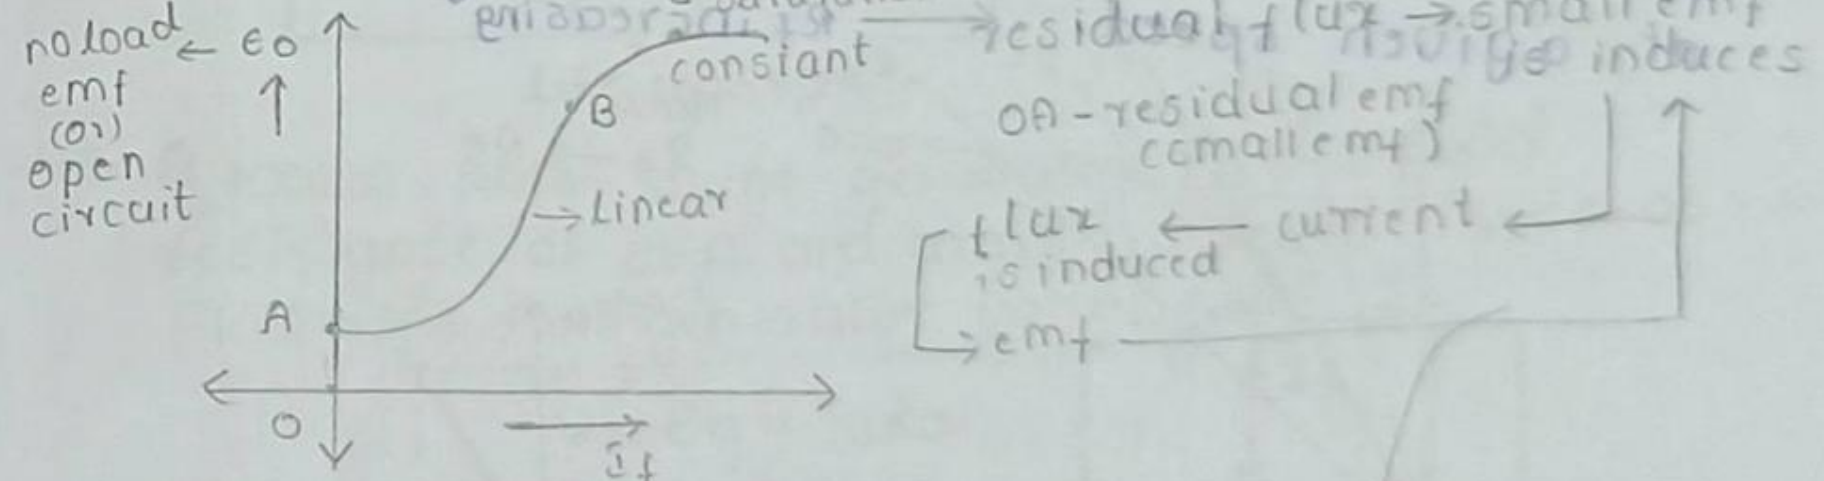 no load ← E0
emf
(or)
open
circuit
constant
B
→ Linear
A
O
If
residual flux → small emf
induces
OA - residual emf
(small emf)
flux ← current
is induced
emf